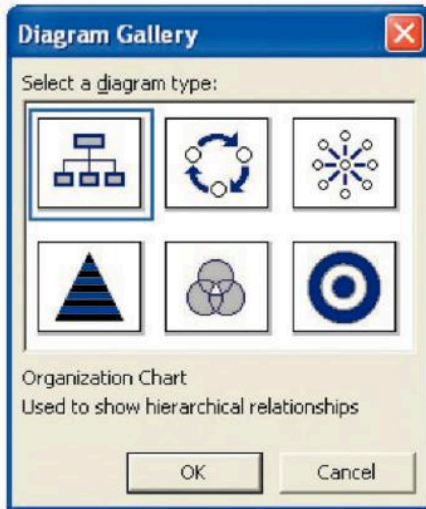 Diagram Gallery
Select a diagram type:
Organization Chart
Used to show hierarchical relationships
OK
Cancel